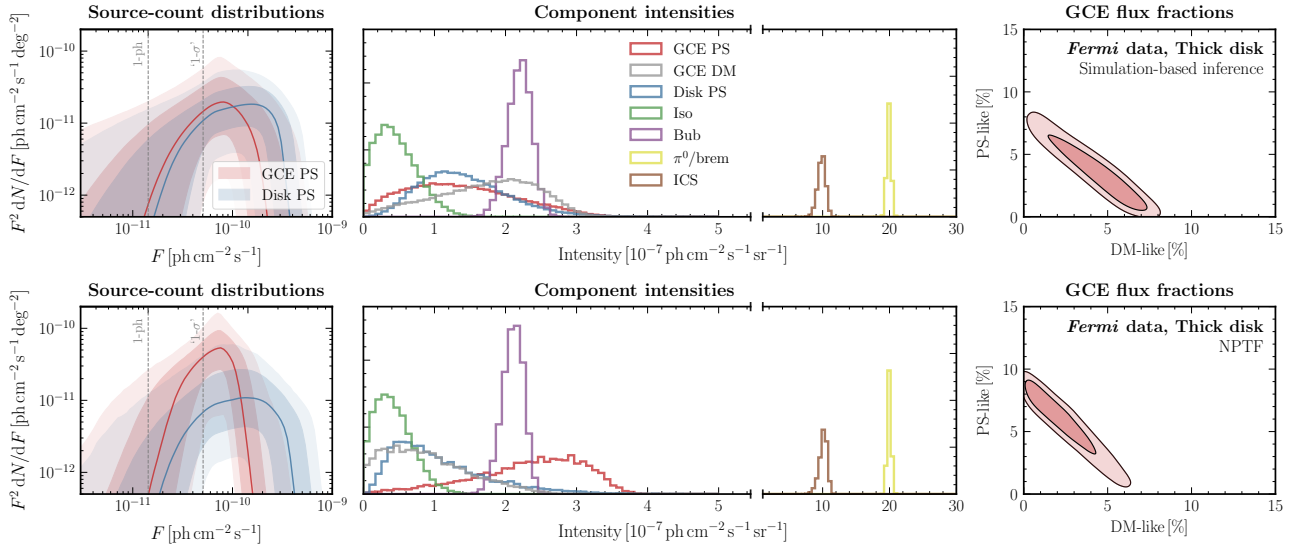 Source-count distributions
F² dN/dF [ph cm⁻² s⁻¹ deg⁻²]
10⁻¹⁰
10⁻¹¹
10⁻¹²
1-ph
‘1-σ’
GCE PS
Disk PS
10⁻¹¹ 10⁻¹⁰ 10⁻⁹
F [ph cm⁻² s⁻¹]
Component intensities
GCE PS
GCE DM
Disk PS
Iso
Bub
π⁰/brem
ICS
0 1 2 3 4 5 10 20 30
Intensity [10⁻⁷ ph cm⁻² s⁻¹ sr⁻¹]
GCE flux fractions
Fermi data, Thick disk
Simulation-based inference
PS-like [%]
15
10
5
0
0 5 10 15
DM-like [%]
Source-count distributions
F² dN/dF [ph cm⁻² s⁻¹ deg⁻²]
10⁻¹⁰
10⁻¹¹
10⁻¹²
1-ph
‘1-σ’
10⁻¹¹ 10⁻¹⁰ 10⁻⁹
F [ph cm⁻² s⁻¹]
Component intensities
0 1 2 3 4 5 10 20 30
Intensity [10⁻⁷ ph cm⁻² s⁻¹ sr⁻¹]
GCE flux fractions
Fermi data, Thick disk
NPTF
PS-like [%]
15
10
5
0
0 5 10 15
DM-like [%]